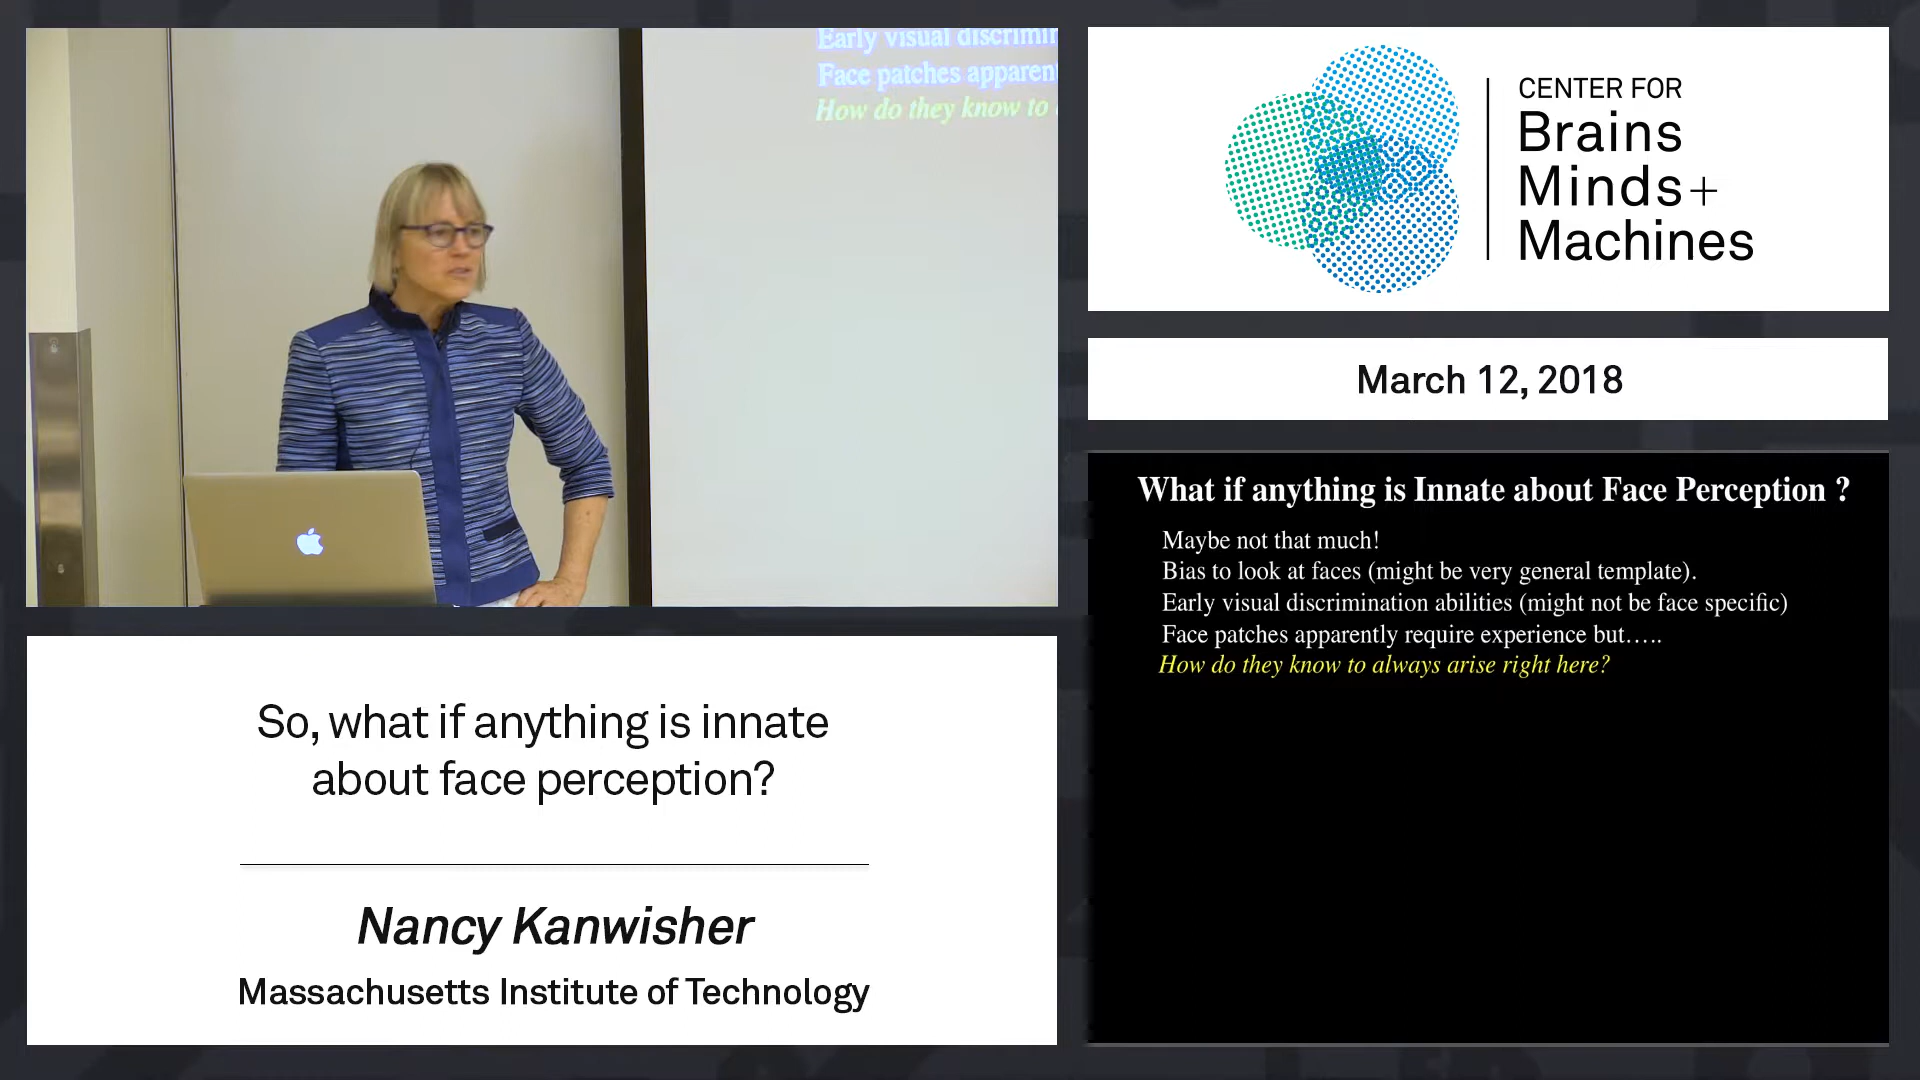 Early visual discrimin
Face patches apparent
How do they know to
CENTER FOR
Brains
Minds+
Machines
March 12, 2018
What if anything is Innate about Face Perception ?
Maybe not that much!
Bias to look at faces (might be very general template).
Early visual discrimination abilities (might not be face specific)
Face patches apparently require experience but…..
How do they know to always arise right here?
So, what if anything is innate
about face perception?
Nancy Kanwisher
Massachusetts Institute of Technology